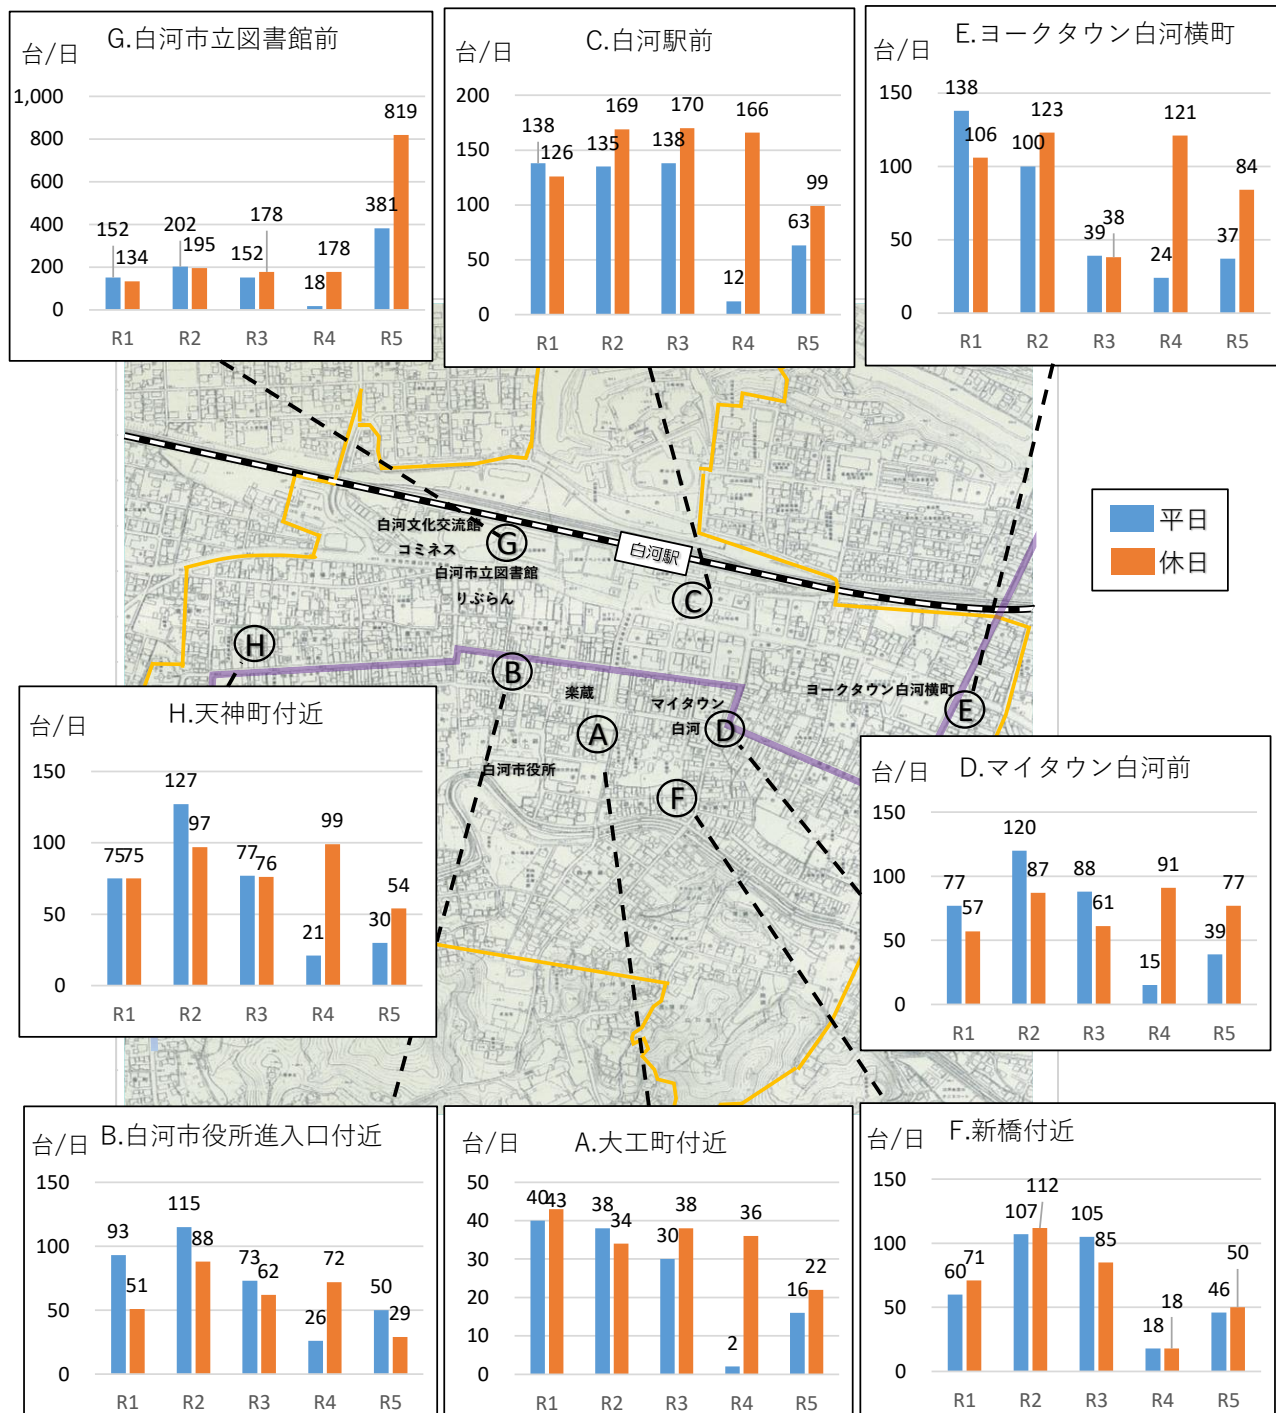 G.白河市立図書館前
台/日
1,000
800
600
400
200
0
152
134
202
195
152
178
18
178
381
819
R1 R2 R3 R4 R5
C.白河駅前
台/日
200
150
100
50
0
138
126
135
169
138
170
12
166
63
99
R1 R2 R3 R4 R5
E.ヨークタウン白河横町
台/日
150
100
50
0
138
106
100
123
39
38
24
121
37
84
R1 R2 R3 R4 R5
平日
休日
白河文化交流館
コミネス
G
白河市立図書館
りぶらん
白河駅
C
H
B
楽蔵
A
マイタウン
白河
D
ヨークタウン白河横町
E
白河市役所
F
H.天神町付近
台/日
150
100
50
0
75
75
127
97
77
76
21
99
30
54
R1 R2 R3 R4 R5
D.マイタウン白河前
台/日
150
100
50
0
77
57
120
87
88
61
15
91
39
77
R1 R2 R3 R4 R5
B.白河市役所進入口付近
台/日
150
100
50
0
93
51
115
88
73
62
26
72
50
29
R1 R2 R3 R4 R5
A.大工町付近
台/日
50
40
30
20
10
0
40
43
38
34
30
38
2
36
16
22
R1 R2 R3 R4 R5
F.新橋付近
台/日
150
100
50
0
60
71
107
112
105
85
18
18
46
50
R1 R2 R3 R4 R5